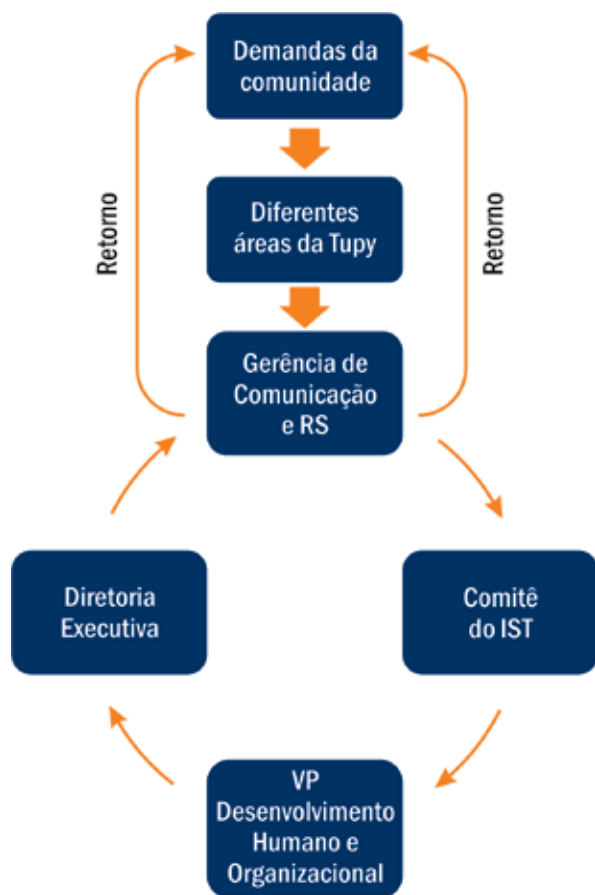 Demandas da
comunidade
Retorno
Diferentes
áreas da Tupy
Retorno
Gerência de
Comunicação
e RS
Diretoria
Executiva
Comitê
do IST
VP
Desenvolvimento
Humano e
Organizacional